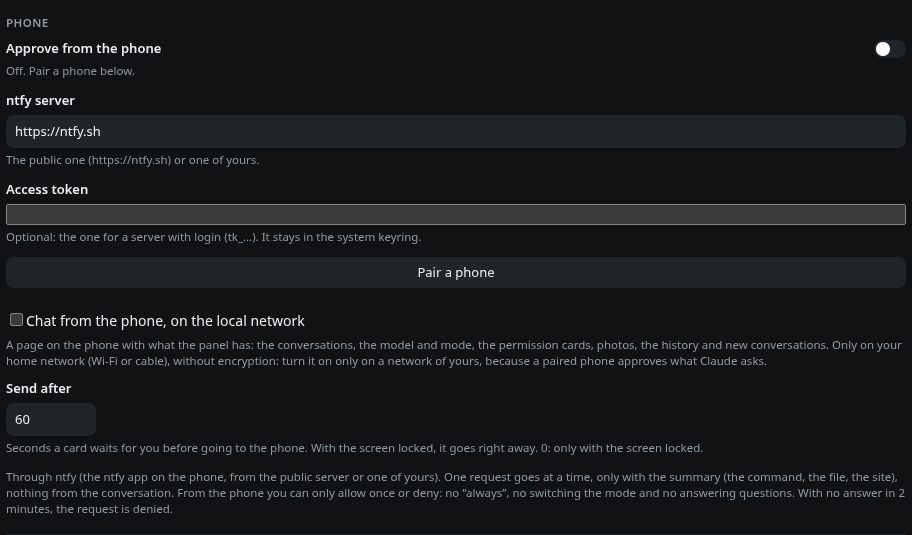 PHONE
Approve from the phone
Off. Pair a phone below.
ntfy server
https://ntfy.sh
The public one (https://ntfy.sh) or one of yours.
Access token
Optional: the one for a server with login (tk_...). It stays in the system keyring.
Pair a phone
Chat from the phone, on the local network
A page on the phone with what the panel has: the conversations, the model and mode, the permission cards, photos, the history and new conversations. Only on your
home network (Wi-Fi or cable), without encryption: turn it on only on a network of yours, because a paired phone approves what Claude asks.
Send after
60
Seconds a card waits for you before going to the phone. With the screen locked, it goes right away. 0: only with the screen locked.
Through ntfy (the ntfy app on the phone, from the public server or one of yours). One request goes at a time, only with the summary (the command, the file, the site),
nothing from the conversation. From the phone you can only allow once or deny: no “always”, no switching the mode and no answering questions. With no answer in 2
minutes, the request is denied.